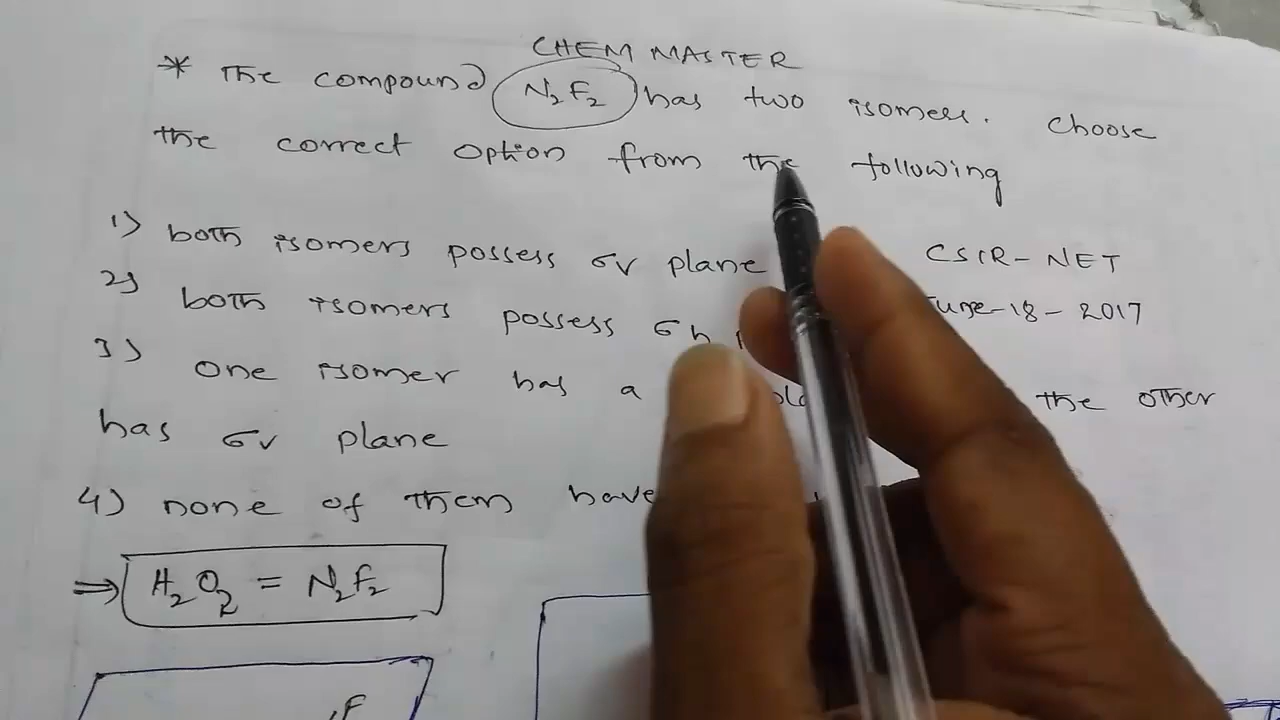 CHEM MASTER
* The compound N₂F₂ has two isomers. Choose
the correct option from the following
1) both isomers possess σv plane
CSIR-NET
2) both isomers possess σh
June-18-2017
3) One isomer has a the other
has σv plane
4) none of them have
⇒ H₂O₂ = N₂F₂
F